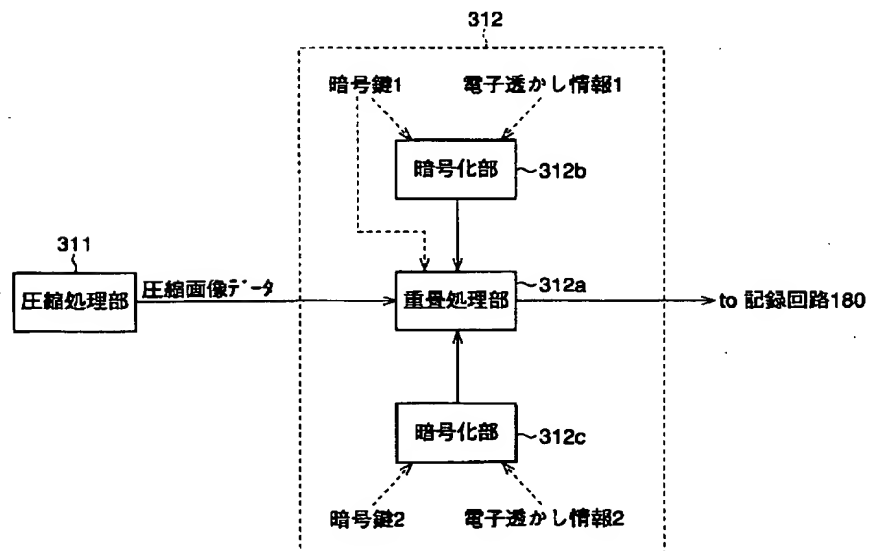 312
暗号鍵1
電子透かし情報1
暗号化部
312b
311
圧縮処理部
圧縮画像データ
重畳処理部
312a
to 記録回路180
暗号化部
312c
暗号鍵2
電子透かし情報2